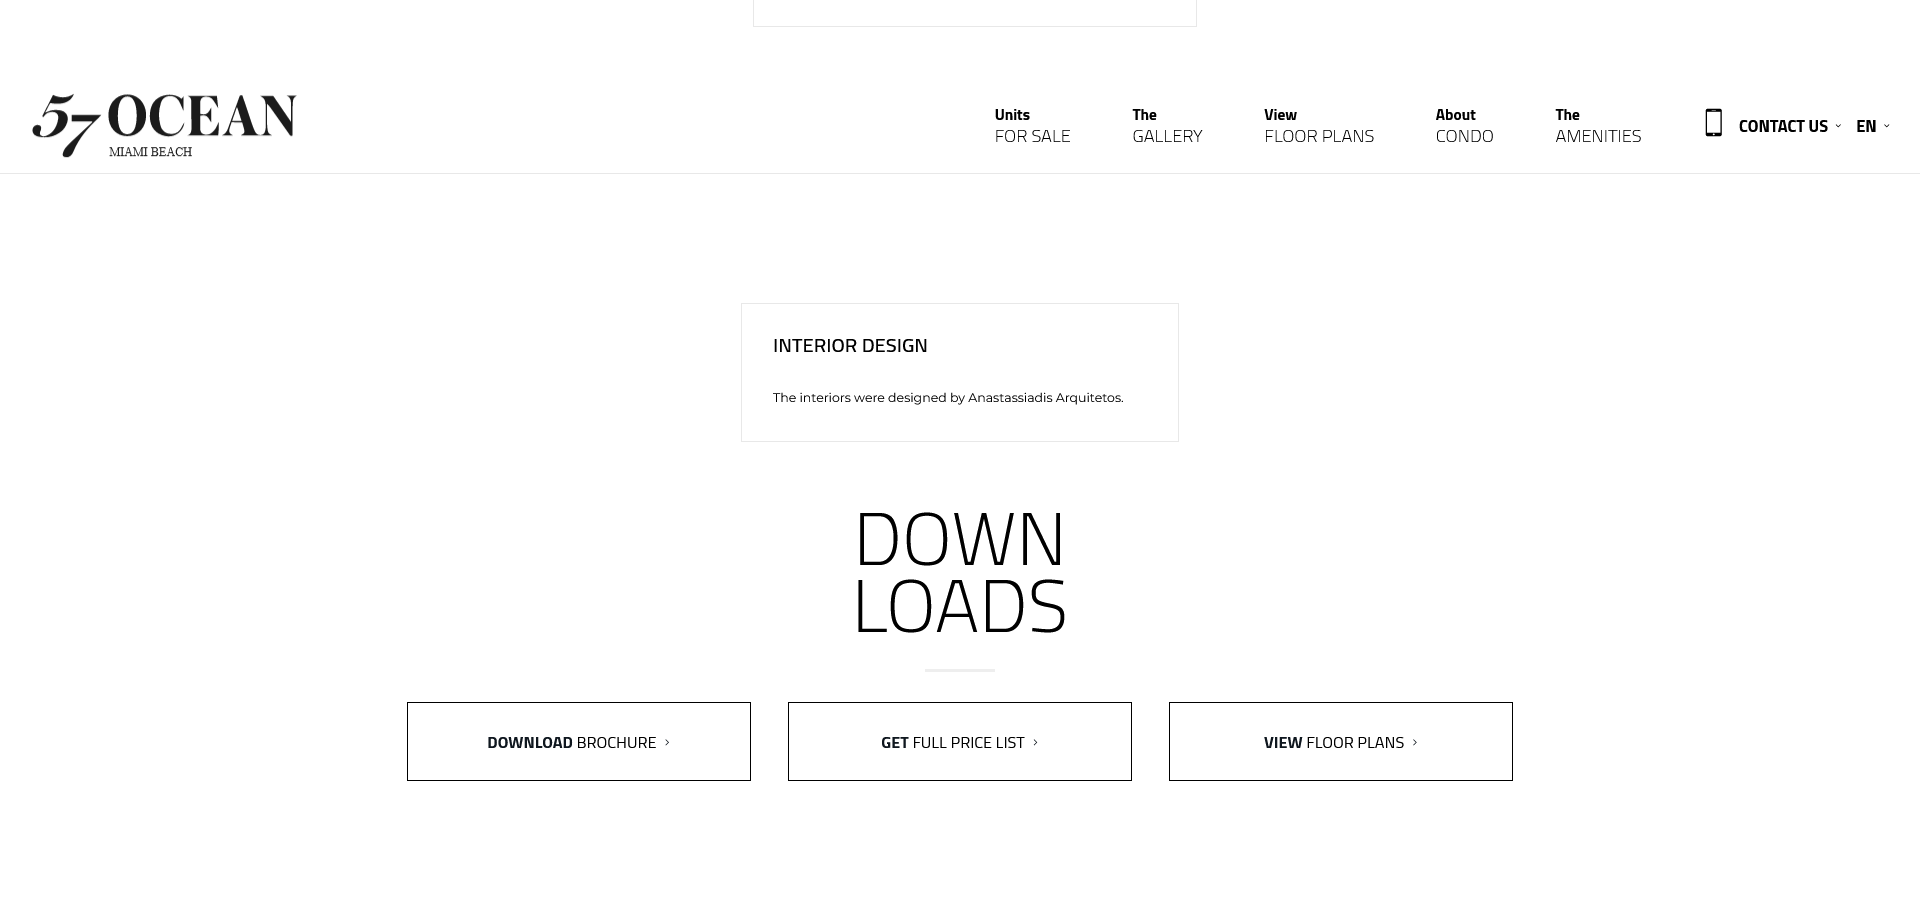 57 OCEAN
MIAMI BEACH
Units
FOR SALE
The
GALLERY
View
FLOOR PLANS
About
CONDO
The
AMENITIES
CONTACT US
EN
INTERIOR DESIGN
The interiors were designed by Anastassiadis Arquitetos.
DOWN
LOADS
DOWNLOAD BROCHURE
GET FULL PRICE LIST
VIEW FLOOR PLANS